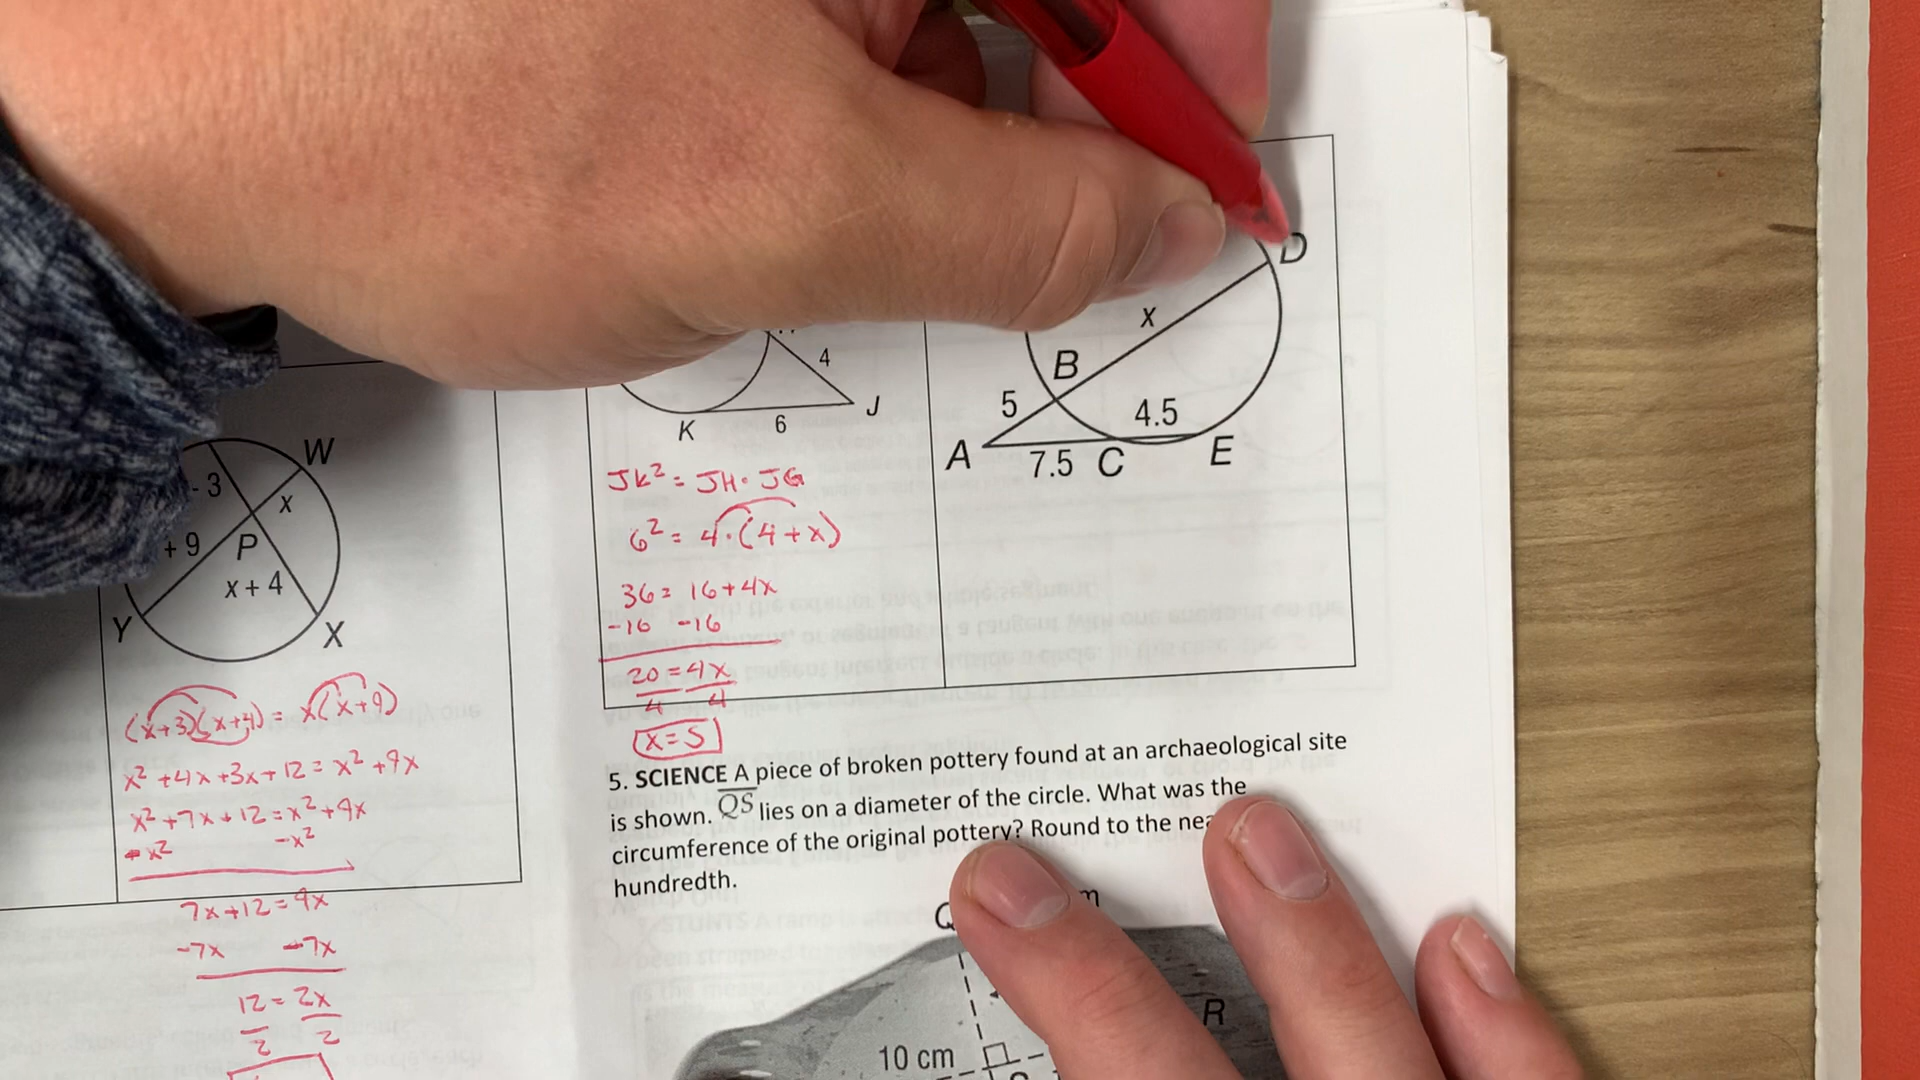 W
- 3
x
+ 9
P
x + 4
Y
X
(x+3)(x+4) = x(x+9)
x² +4x +3x+12 = x² +9x
x² +7x+12 = x²+9x
-x² -x²
7x+12 = 9x
-7x -7x
12 = 2x
2 2
4
K
6
J
JK² = JH · JG
6² = 4·(4+x)
36 = 16+4x
-16 -16
20 = 4x
4 4
x=5
D
x
B
5
4.5
A
7.5
C
E
5. SCIENCE A piece of broken pottery found at an archaeological site
is shown. QS lies on a diameter of the circle. What was the
circumference of the original pottery? Round to the
hundredth.
Q
m
R
10 cm